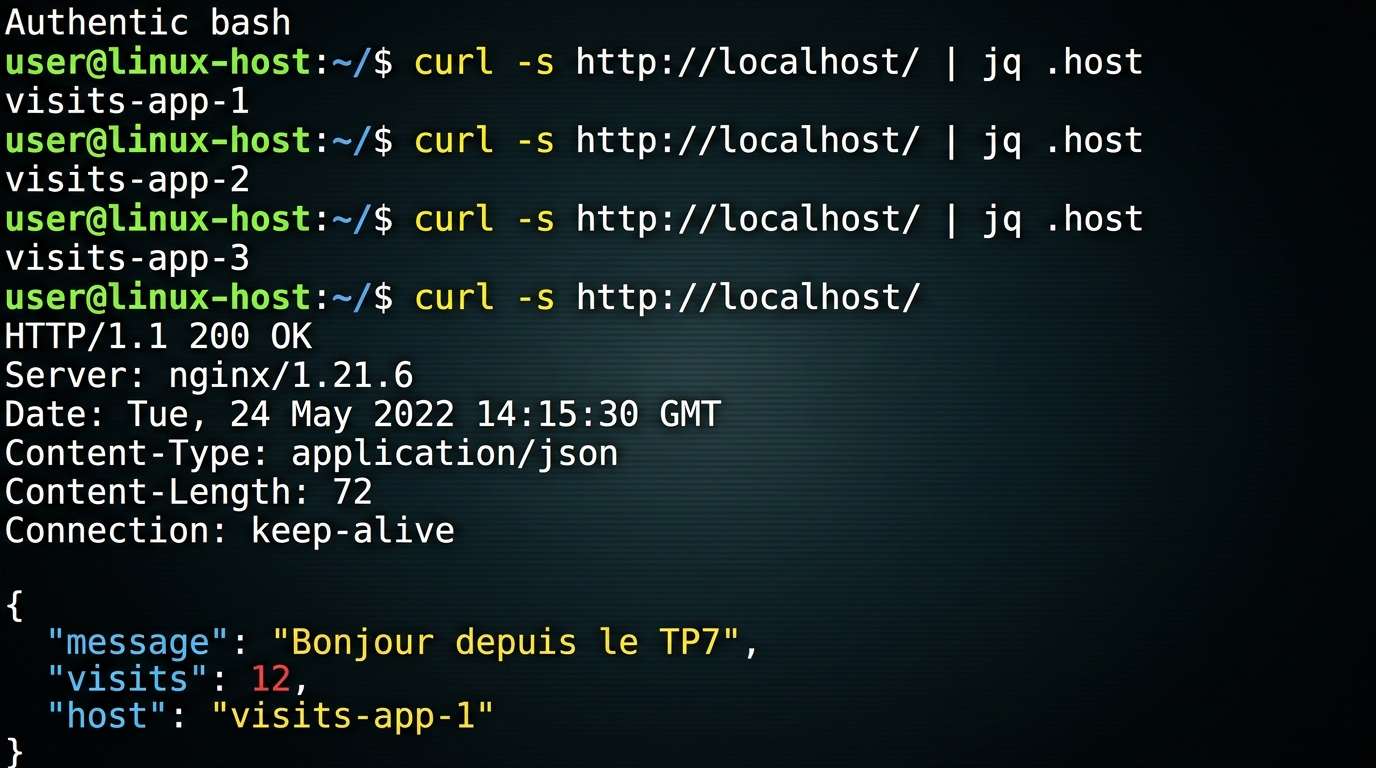 Authentic bash
user@linux-host:~/$ curl -s http://localhost/ | jq .host
visits-app-1
user@linux-host:~/$ curl -s http://localhost/ | jq .host
visits-app-2
user@linux-host:~/$ curl -s http://localhost/ | jq .host
visits-app-3
user@linux-host:~/$ curl -s http://localhost/
HTTP/1.1 200 OK
Server: nginx/1.21.6
Date: Tue, 24 May 2022 14:15:30 GMT
Content-Type: application/json
Content-Length: 72
Connection: keep-alive

{
  "message": "Bonjour depuis le TP7",
  "visits": 12,
  "host": "visits-app-1"
}